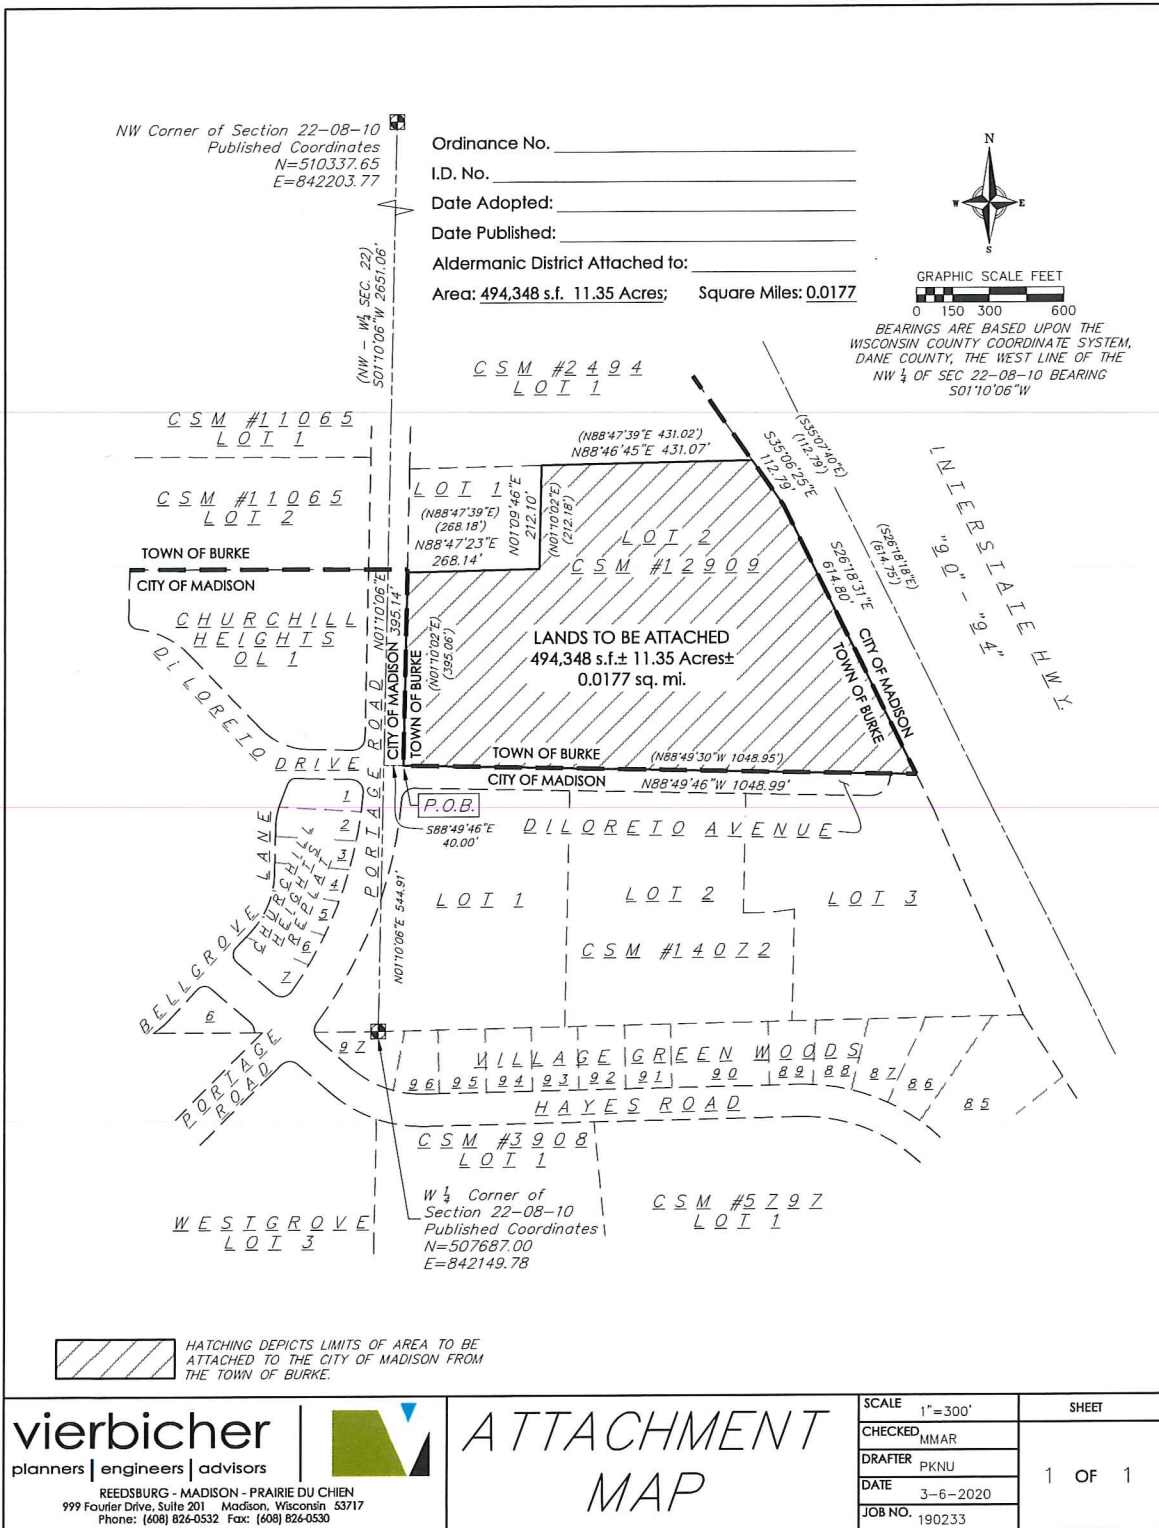 NW Corner of Section 22-08-10
Published Coordinates
N=510337.65
E=842203.77
Ordinance No.
I.D. No.
Date Adopted:
Date Published:
Aldermanic District Attached to:
Area: 494,348 s.f. 11.35 Acres; Square Miles: 0.0177
N
W E
S
GRAPHIC SCALE FEET
0 150 300 600
BEARINGS ARE BASED UPON THE
WISCONSIN COUNTY COORDINATE SYSTEM,
DANE COUNTY, THE WEST LINE OF THE
NW ¼ OF SEC 22-08-10 BEARING
S01°10'06"W
(NW - W¼ SEC. 22)
S01°10'06"W 2651.06'
CSM #2494
LOT 1
CSM #11065
LOT 1
CSM #11065
LOT 2
TOWN OF BURKE
CITY OF MADISON
CHURCHILL
HEIGHTS
OL 1
(N88°47'39"E 431.02')
N88°46'45"E 431.07'
(S35°07'40"E)
(112.79')
S35°06'25"E
112.79'
LOT 1
(N88°47'39"E)
(268.18')
N88°47'23"E
268.14'
N01°09'46"E
212.10'
(N01°10'02"E)
(212.18')
LOT 2
CSM #12909
S26°18'31"E
614.80'
(S26°18'18"E)
(614.75')
INTERSTATE HWY.
"90" - "94"
LANDS TO BE ATTACHED
494,348 s.f.± 11.35 Acres±
0.0177 sq. mi.
N01°10'06"E 395.14'
(N01°10'02"E)
(395.06')
CITY OF MADISON
TOWN OF BURKE
CITY OF MADISON
TOWN OF BURKE
TOWN OF BURKE
CITY OF MADISON
(N88°49'30"W 1048.95')
N88°49'46"W 1048.99'
DiLORETO DRIVE
PORTAGE ROAD
P.O.B.
S88°49'46"E
40.00'
N01°10'06"E 544.91'
DILORETO AVENUE
LOT 1
LOT 2
LOT 3
CSM #14072
BELLGROVE LANE
CHURCHILL
HEIGHTS
REPLAT
1
2
3
4
5
6
7
6
PORTAGE
ROAD
97
VILLAGE GREEN WOODS
96 95 94 93 92 91 90 89 88 87 86 85
HAYES ROAD
CSM #3908
LOT 1
W ¼ Corner of
Section 22-08-10
Published Coordinates
N=507687.00
E=842149.78
CSM #5797
LOT 1
WESTGROVE
LOT 3
HATCHING DEPICTS LIMITS OF AREA TO BE
ATTACHED TO THE CITY OF MADISON FROM
THE TOWN OF BURKE.
vierbicher
planners | engineers | advisors
REEDSBURG - MADISON - PRAIRIE DU CHIEN
999 Fourier Drive, Suite 201 Madison, Wisconsin 53717
Phone: (608) 826-0532 Fax: (608) 826-0530
ATTACHMENT
MAP
SCALE 1"=300'
CHECKED MMAR
DRAFTER PKNU
DATE 3-6-2020
JOB NO. 190233
SHEET
1 OF 1